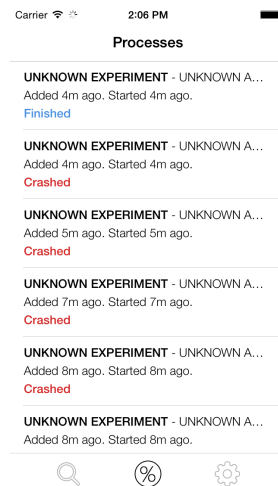 Carrier 2:06 PM
Processes
UNKNOWN EXPERIMENT - UNKNOWN A...
Added 4m ago. Started 4m ago.
Finished
UNKNOWN EXPERIMENT - UNKNOWN A...
Added 4m ago. Started 4m ago.
Crashed
UNKNOWN EXPERIMENT - UNKNOWN A...
Added 5m ago. Started 5m ago.
Crashed
UNKNOWN EXPERIMENT - UNKNOWN A...
Added 7m ago. Started 7m ago.
Crashed
UNKNOWN EXPERIMENT - UNKNOWN A...
Added 8m ago. Started 8m ago.
Crashed
UNKNOWN EXPERIMENT - UNKNOWN A...
Added 8m ago. Started 8m ago.
%